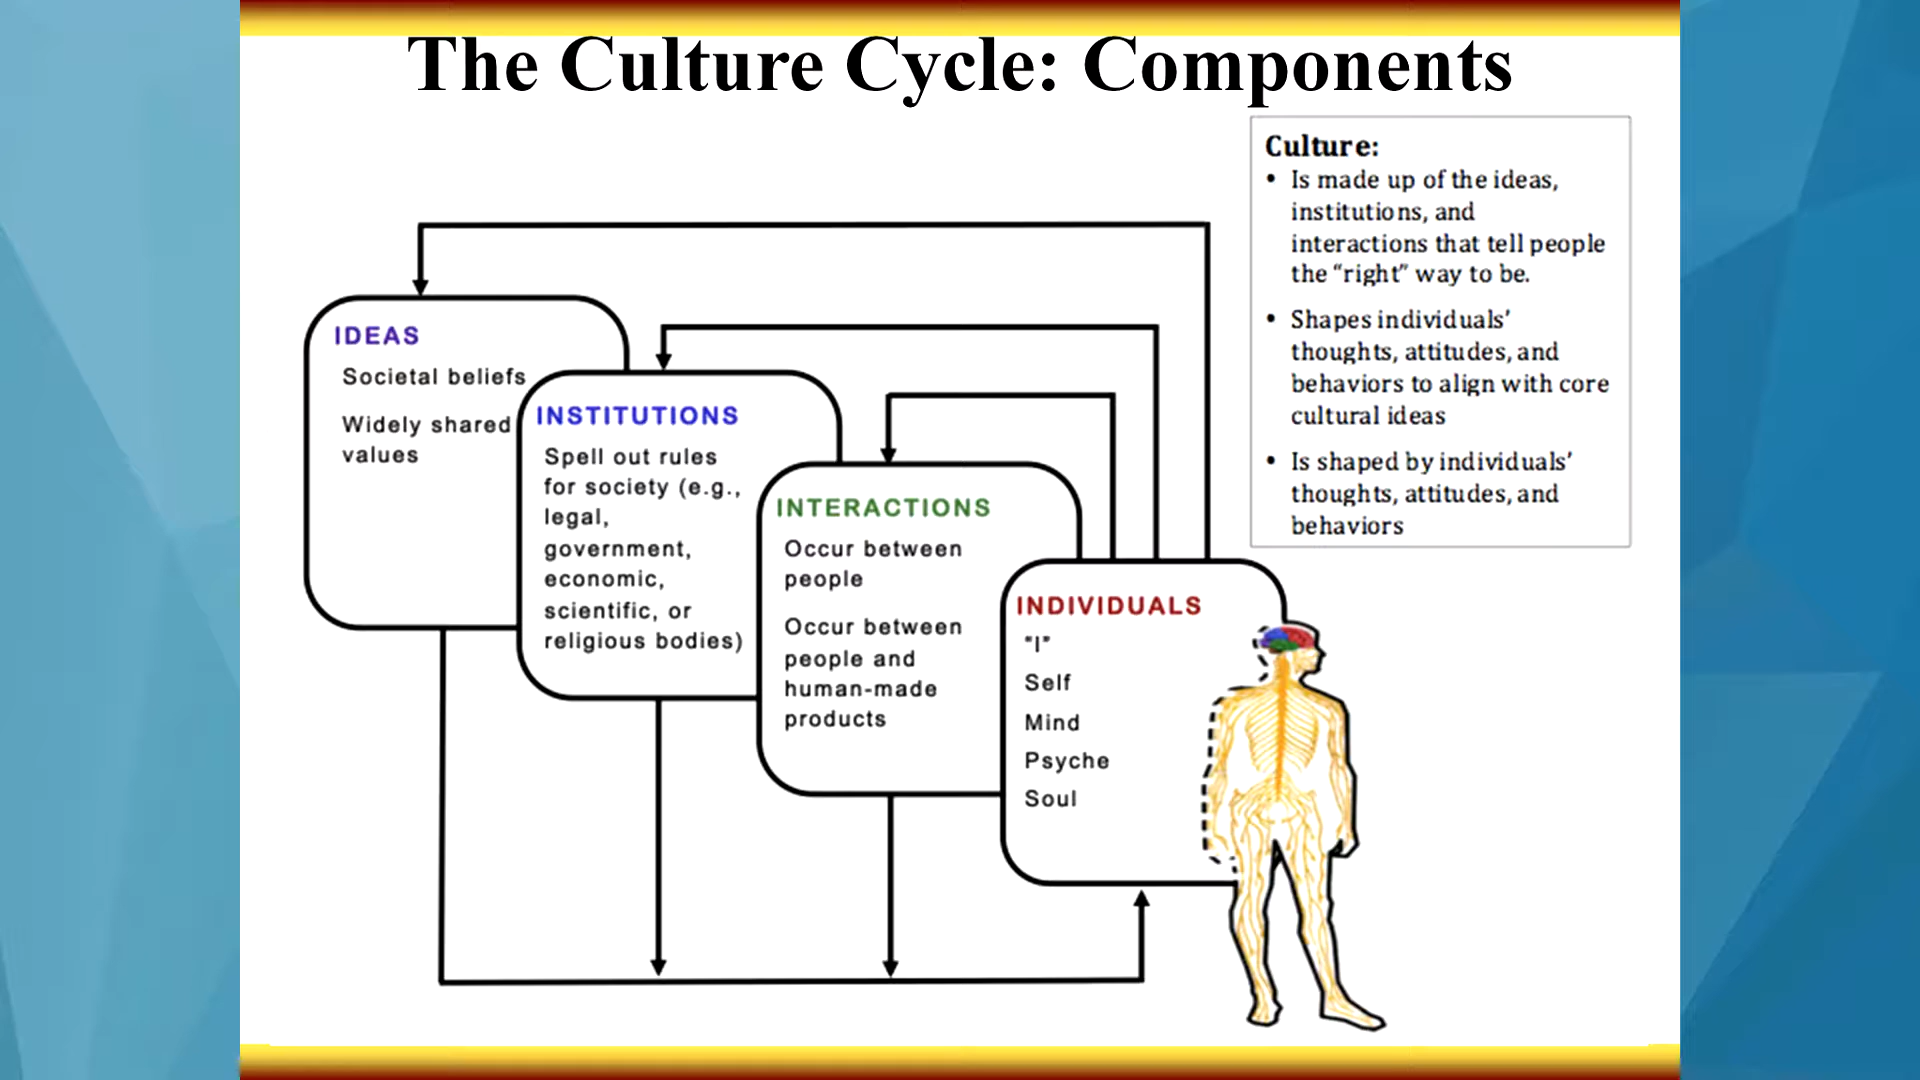 The Culture Cycle: Components
Culture:
• Is made up of the ideas,
institutions, and
interactions that tell people
the “right” way to be.
• Shapes individuals’
thoughts, attitudes, and
behaviors to align with core
cultural ideas
• Is shaped by individuals’
thoughts, attitudes, and
behaviors
IDEAS
Societal beliefs
Widely shared
values
INSTITUTIONS
Spell out rules
for society (e.g.,
legal,
government,
economic,
scientific, or
religious bodies)
INTERACTIONS
Occur between
people
Occur between
people and
human-made
products
INDIVIDUALS
"I"
Self
Mind
Psyche
Soul